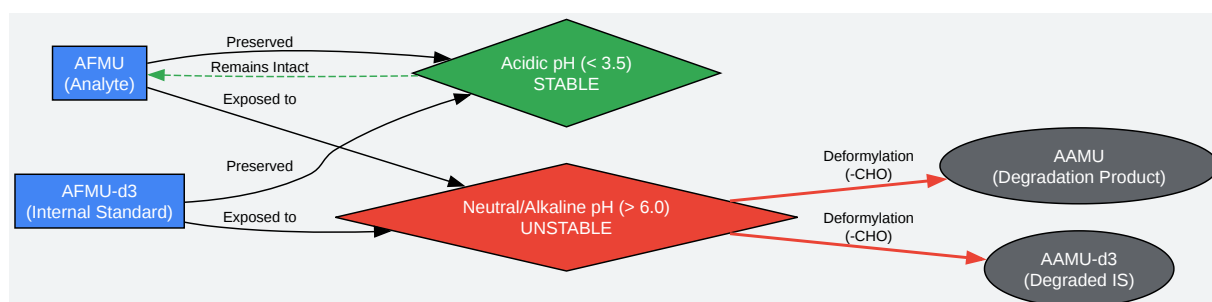 AFMU
(Analyte)
Preserved
Remains Intact
Exposed to
Acidic pH (< 3.5)
STABLE
AFMU-d3
(Internal Standard)
Preserved
Exposed to
Neutral/Alkaline pH (> 6.0)
UNSTABLE
Deformylation
(-CHO)
AAMU
(Degradation Product)
Deformylation
(-CHO)
AAMU-d3
(Degraded IS)